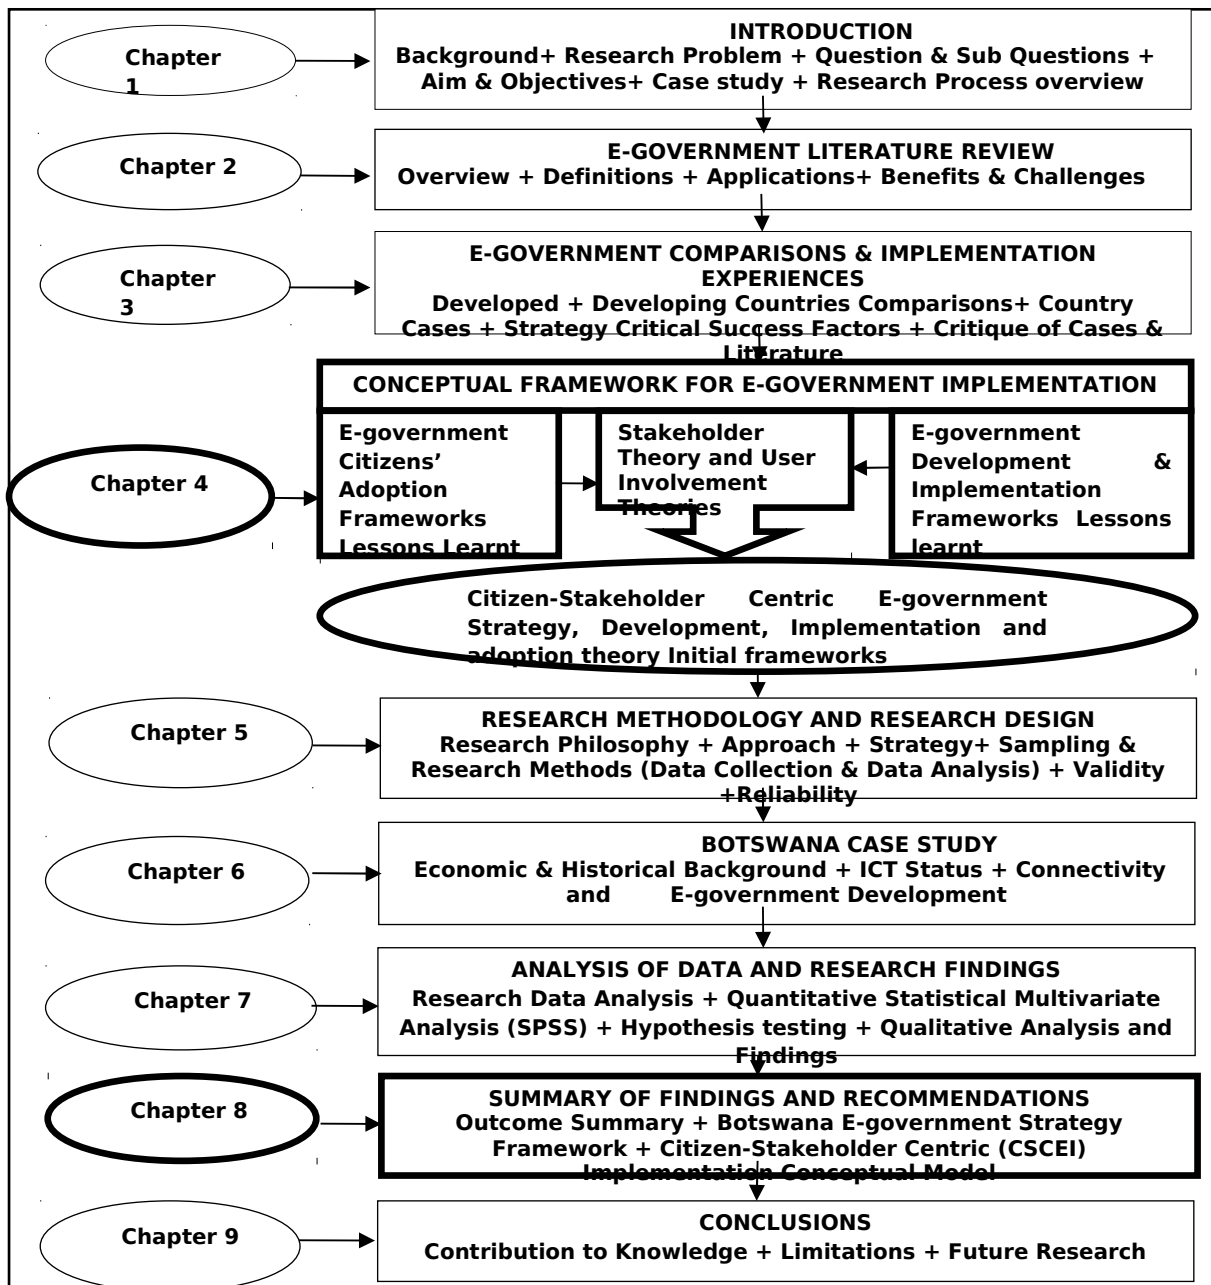 Chapter
1
INTRODUCTION
Background+ Research Problem + Question & Sub Questions +
Aim & Objectives+ Case study + Research Process overview
Chapter 2
E-GOVERNMENT LITERATURE REVIEW
Overview + Definitions + Applications+ Benefits & Challenges
Chapter
3
E-GOVERNMENT COMPARISONS & IMPLEMENTATION
EXPERIENCES
Developed + Developing Countries Comparisons+ Country
Cases + Strategy Critical Success Factors + Critique of Cases &
Literature
CONCEPTUAL FRAMEWORK FOR E-GOVERNMENT IMPLEMENTATION
Chapter 4
E-government
Citizens’
Adoption
Frameworks
Lessons Learnt
Stakeholder
Theory and User
Involvement
Theories
E-government
Development &
Implementation
Frameworks Lessons
learnt
Citizen-Stakeholder Centric E-government
Strategy, Development, Implementation and
adoption theory Initial frameworks
Chapter 5
RESEARCH METHODOLOGY AND RESEARCH DESIGN
Research Philosophy + Approach + Strategy+ Sampling &
Research Methods (Data Collection & Data Analysis) + Validity
+Reliability
Chapter 6
BOTSWANA CASE STUDY
Economic & Historical Background + ICT Status + Connectivity
and E-government Development
Chapter 7
ANALYSIS OF DATA AND RESEARCH FINDINGS
Research Data Analysis + Quantitative Statistical Multivariate
Analysis (SPSS) + Hypothesis testing + Qualitative Analysis and
Findings
Chapter 8
SUMMARY OF FINDINGS AND RECOMMENDATIONS
Outcome Summary + Botswana E-government Strategy
Framework + Citizen-Stakeholder Centric (CSCEI)
Implementation Conceptual Model
Chapter 9
CONCLUSIONS
Contribution to Knowledge + Limitations + Future Research